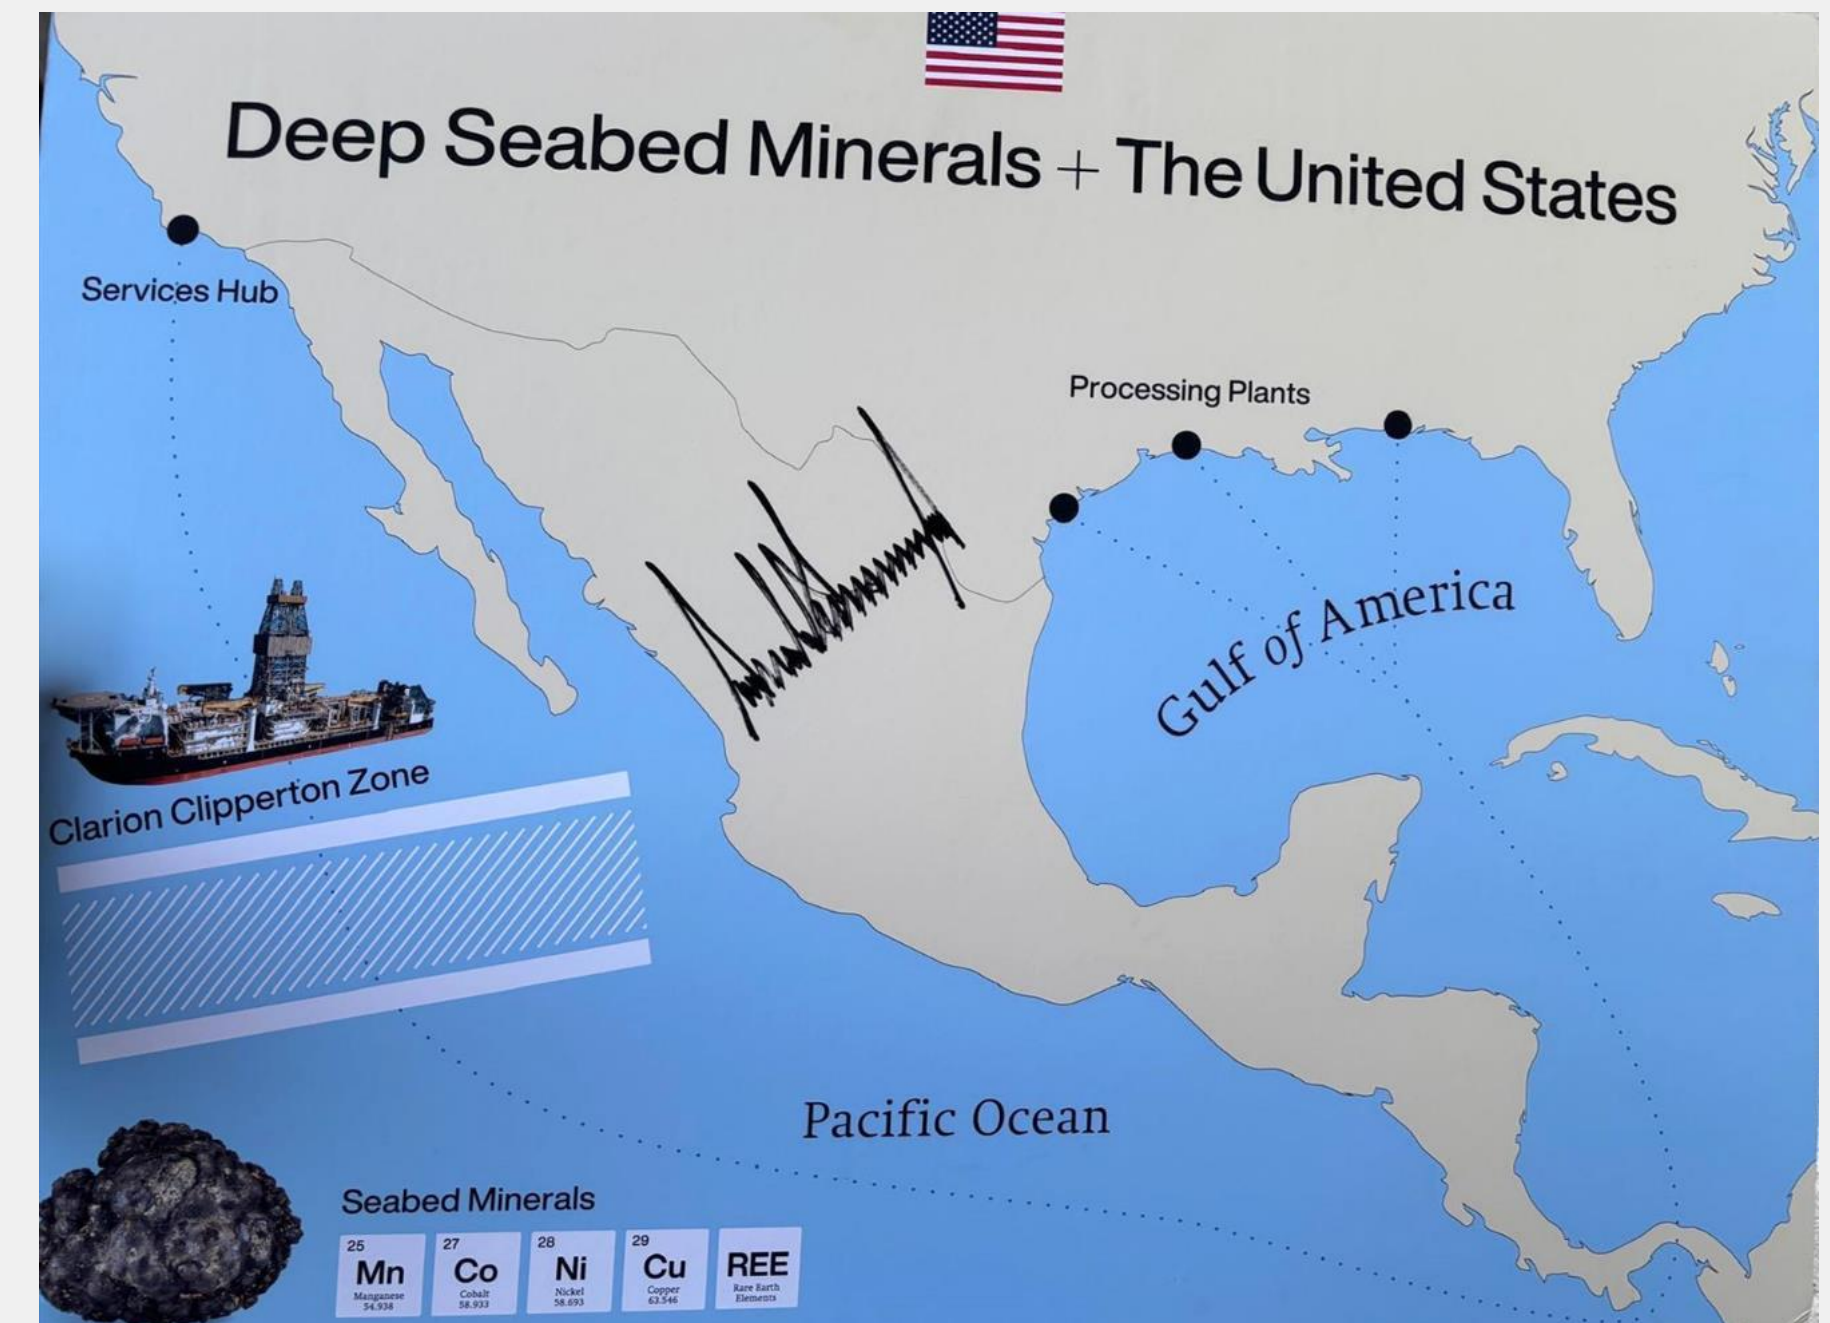 Deep Seabed Minerals + The United States
Services Hub
Processing Plants
Gulf of America
Clarion Clipperton Zone
Pacific Ocean
Seabed Minerals
25
Mn
Manganese
54.938
27
Co
Cobalt
58.933
28
Ni
Nickel
58.693
29
Cu
Copper
63.546
REE
Rare Earth
Elements